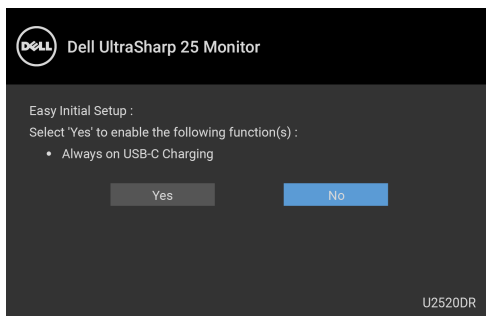 DELL
Dell UltraSharp 25 Monitor
Easy Initial Setup :
Select 'Yes' to enable the following function(s) :
• Always on USB-C Charging
Yes No
U2520DR